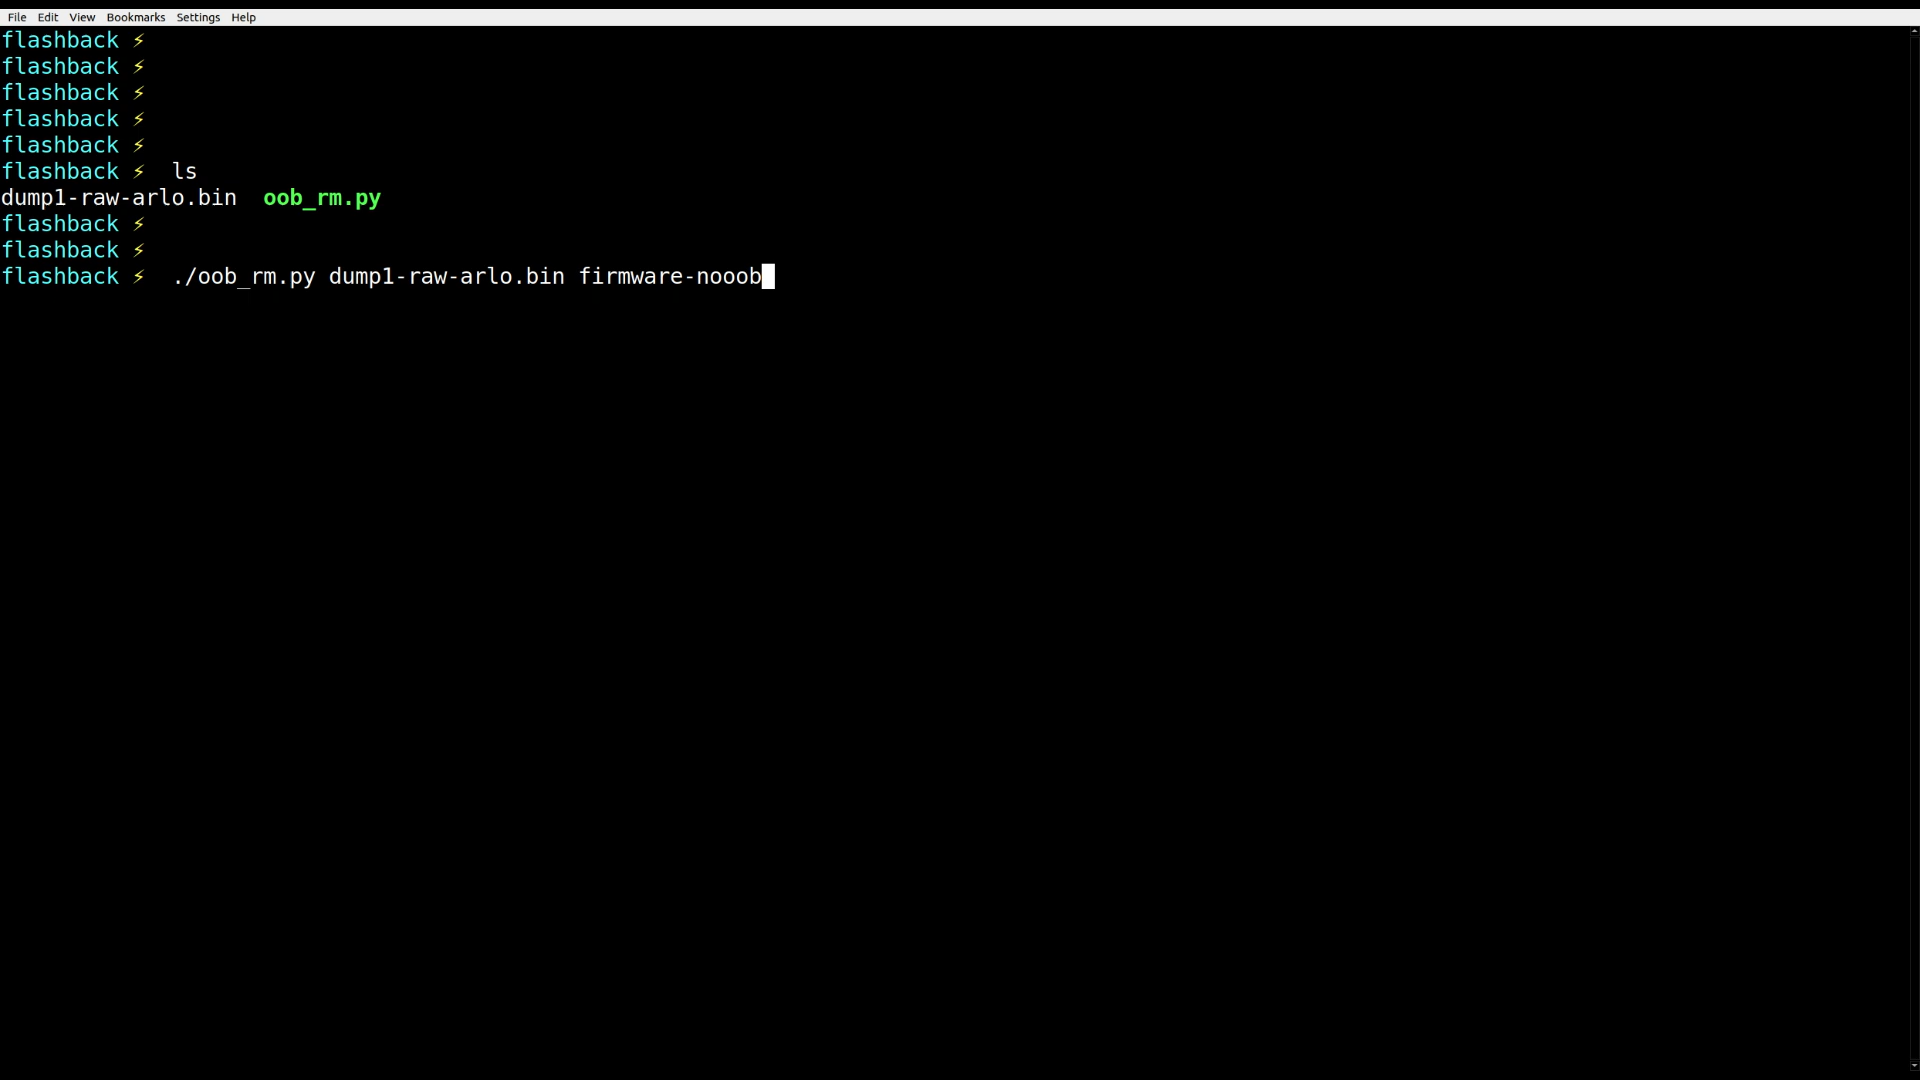 File Edit View Bookmarks Settings Help
flashback ⚡
flashback ⚡
flashback ⚡
flashback ⚡
flashback ⚡
flashback ⚡ ls
dump1-raw-arlo.bin oob_rm.py
flashback ⚡
flashback ⚡
flashback ⚡ ./oob_rm.py dump1-raw-arlo.bin firmware-nooob